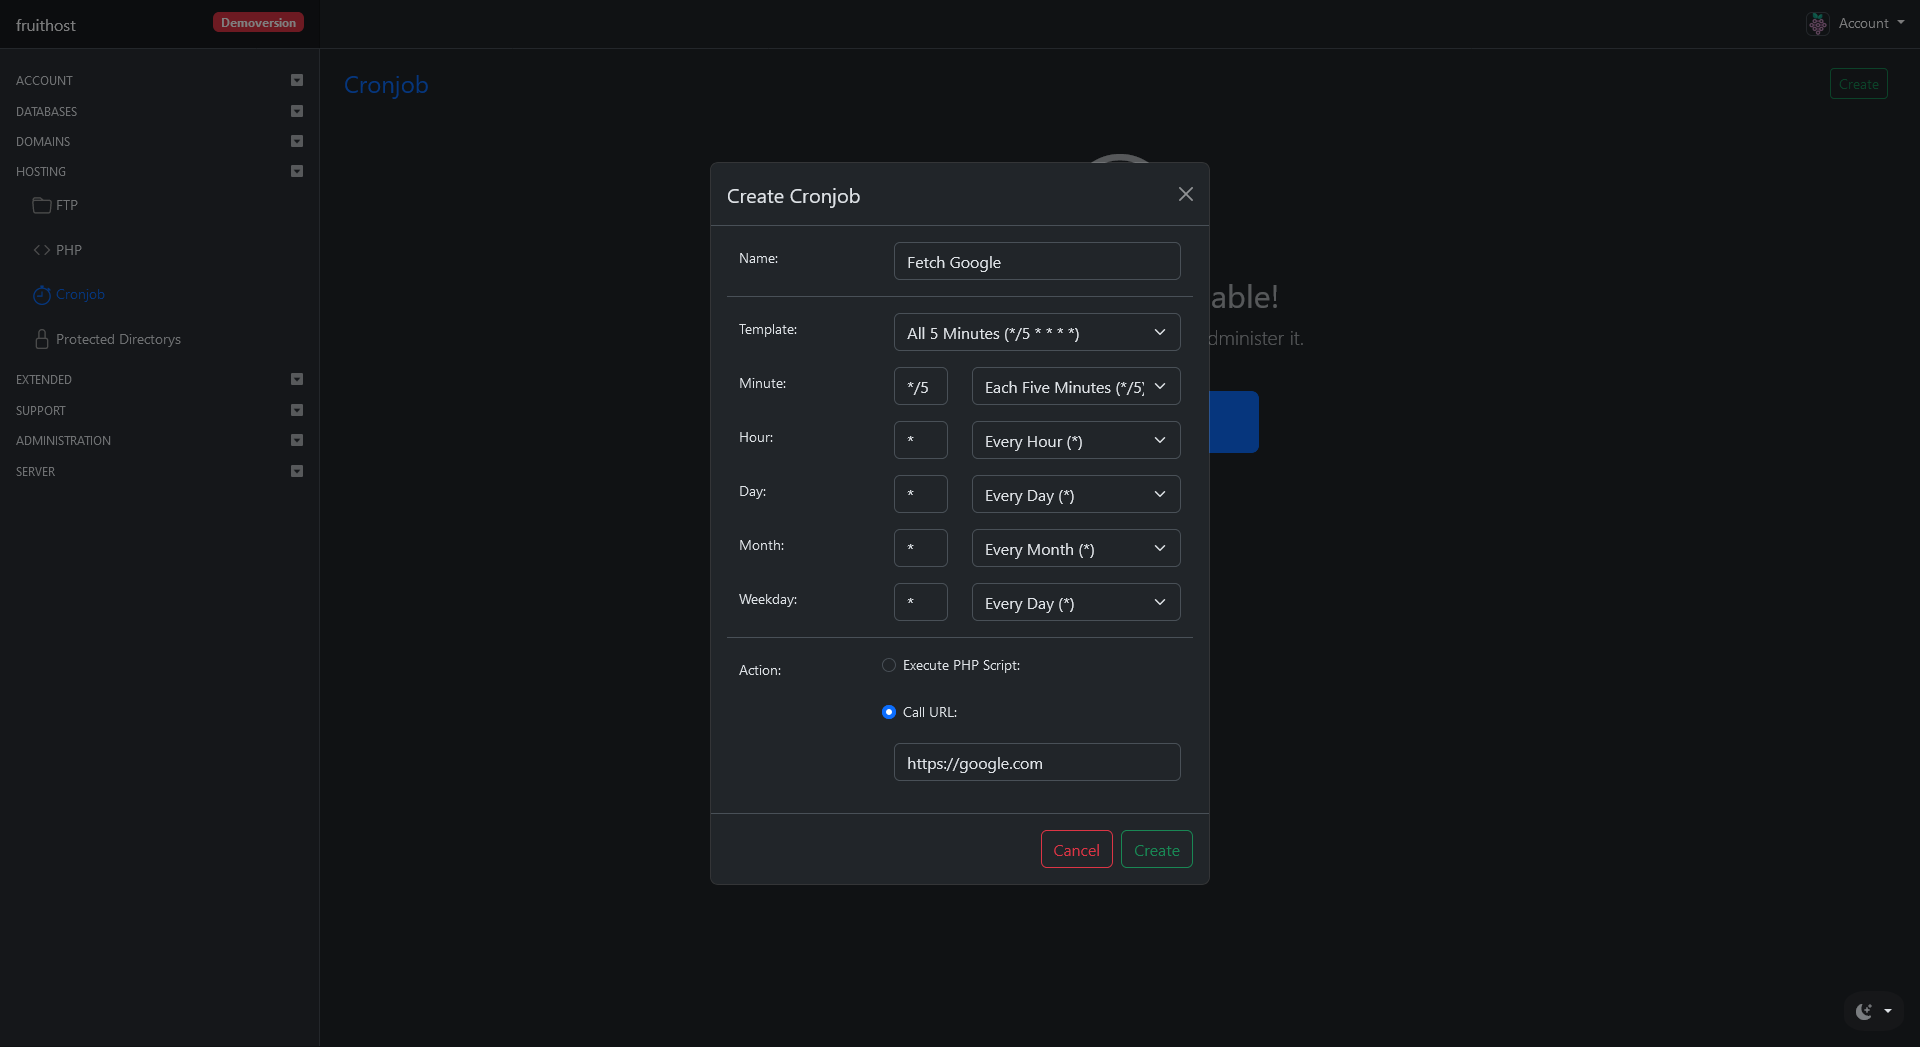 fruithost
Demoversion
Account
ACCOUNT
DATABASES
DOMAINS
HOSTING
FTP
PHP
Cronjob
Protected Directorys
EXTENDED
SUPPORT
ADMINISTRATION
SERVER
Cronjob
Create
able!
dminister it.
Create Cronjob
Name:
Fetch Google
Template:
All 5 Minutes (*/5 * * * *)
Minute:
*/5
Each Five Minutes (*/5)
Hour:
*
Every Hour (*)
Day:
*
Every Day (*)
Month:
*
Every Month (*)
Weekday:
*
Every Day (*)
Action:
Execute PHP Script:
Call URL:
https://google.com
Cancel
Create